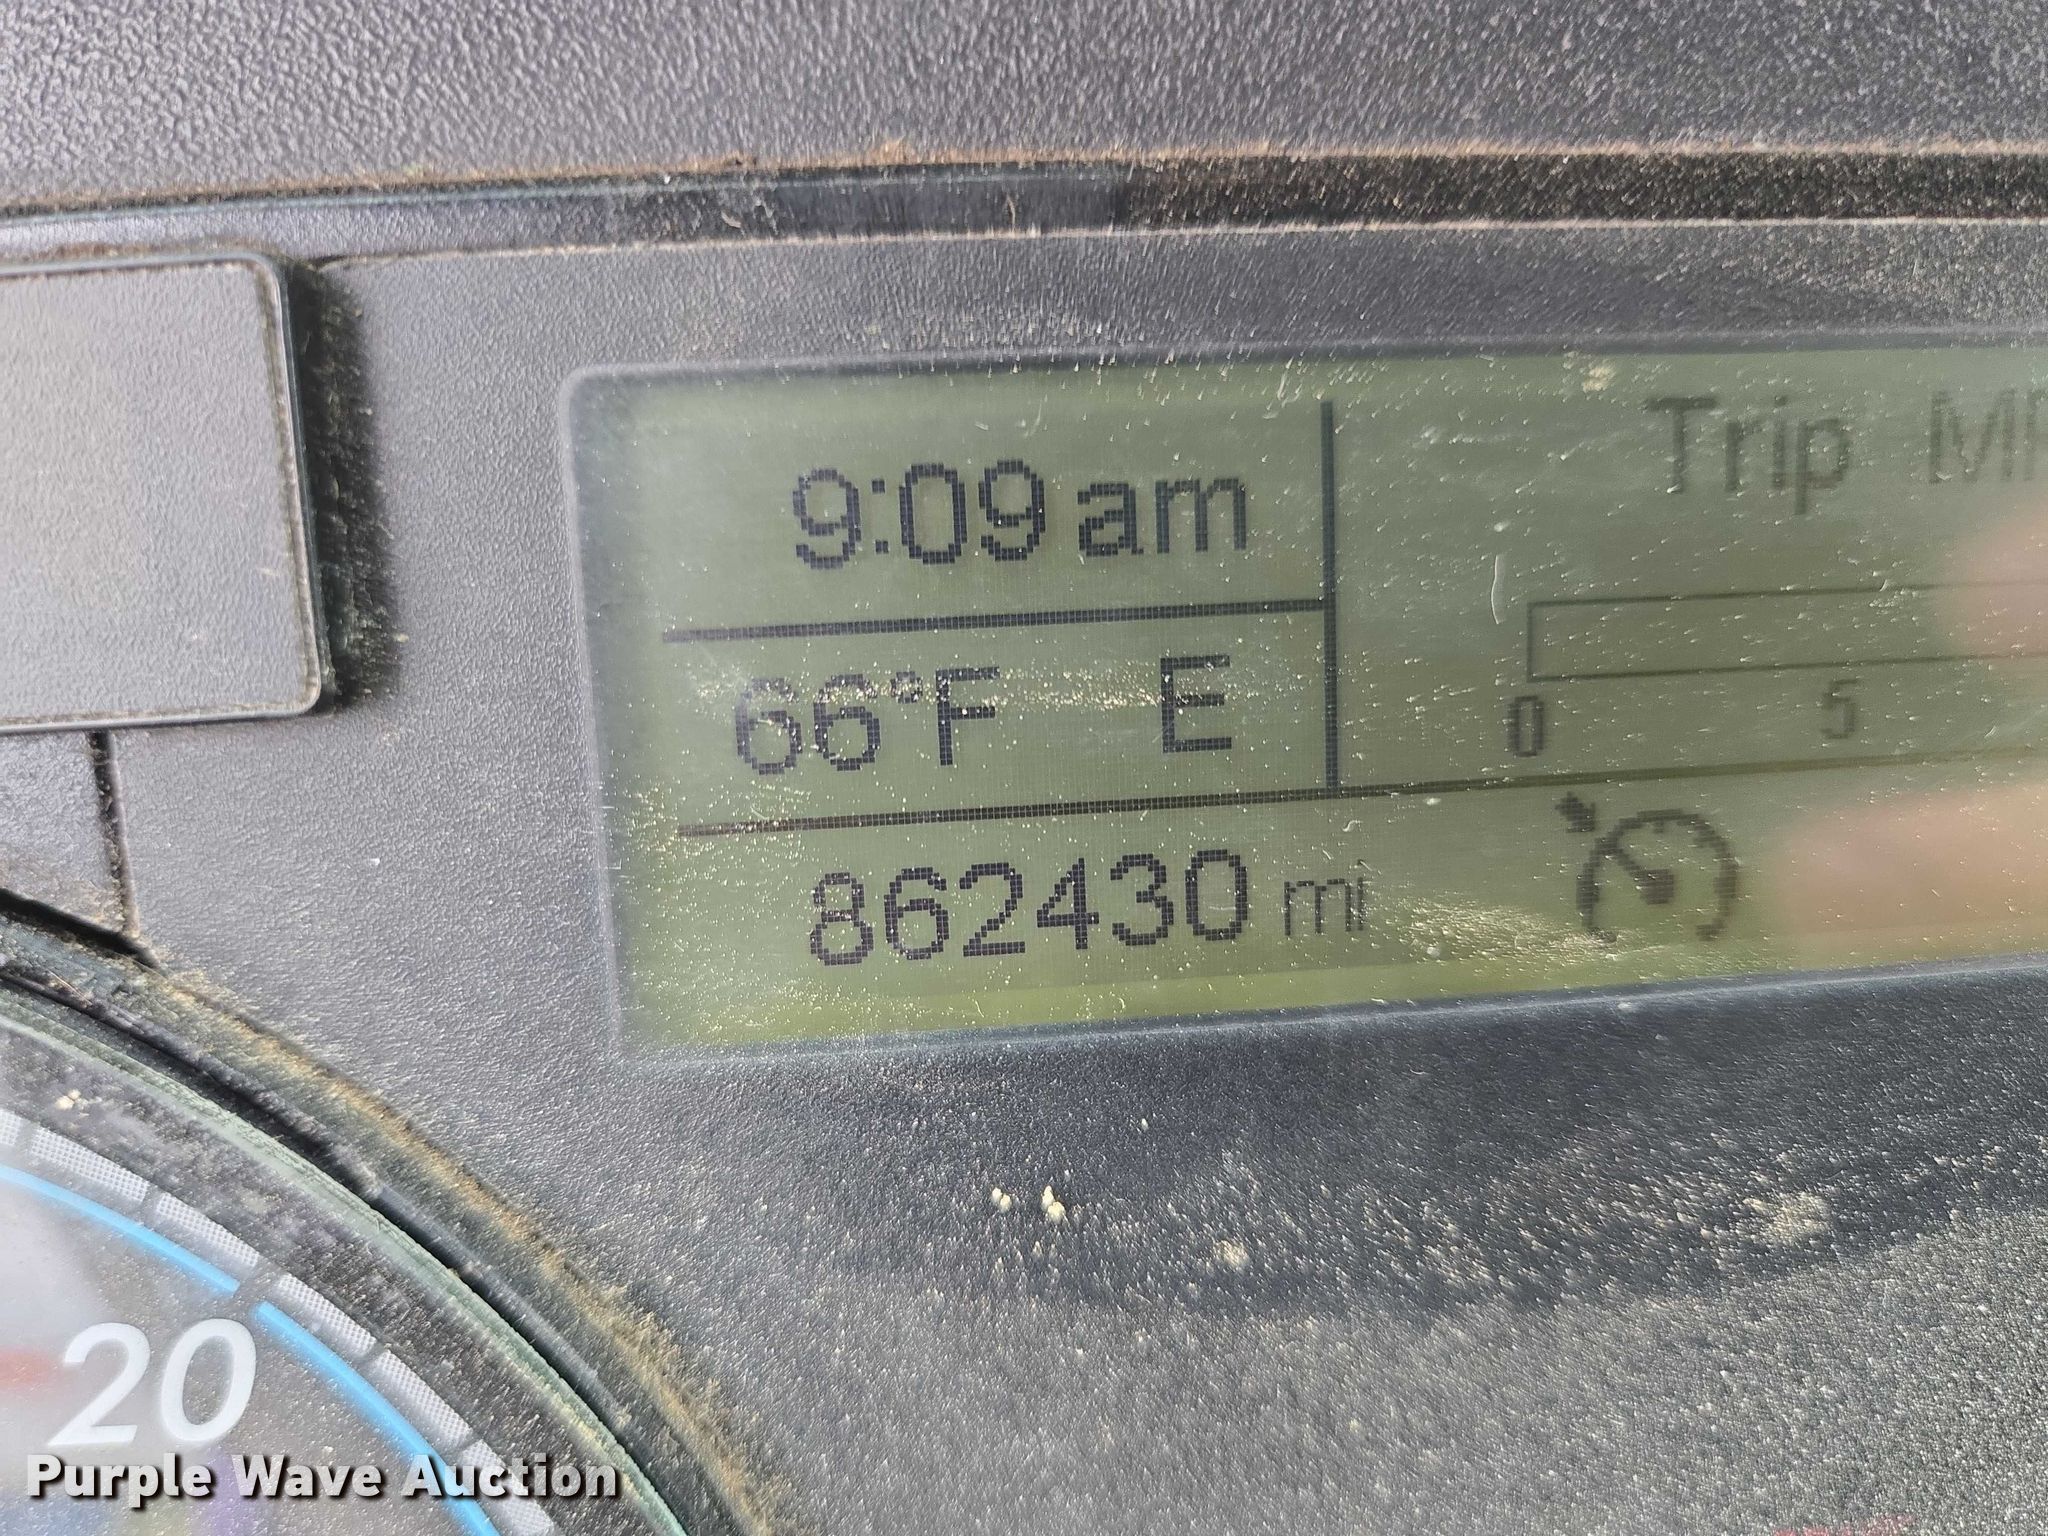 9:09 am
Trip
66°F E
0 5
862430 mi
20
Purple Wave Auction